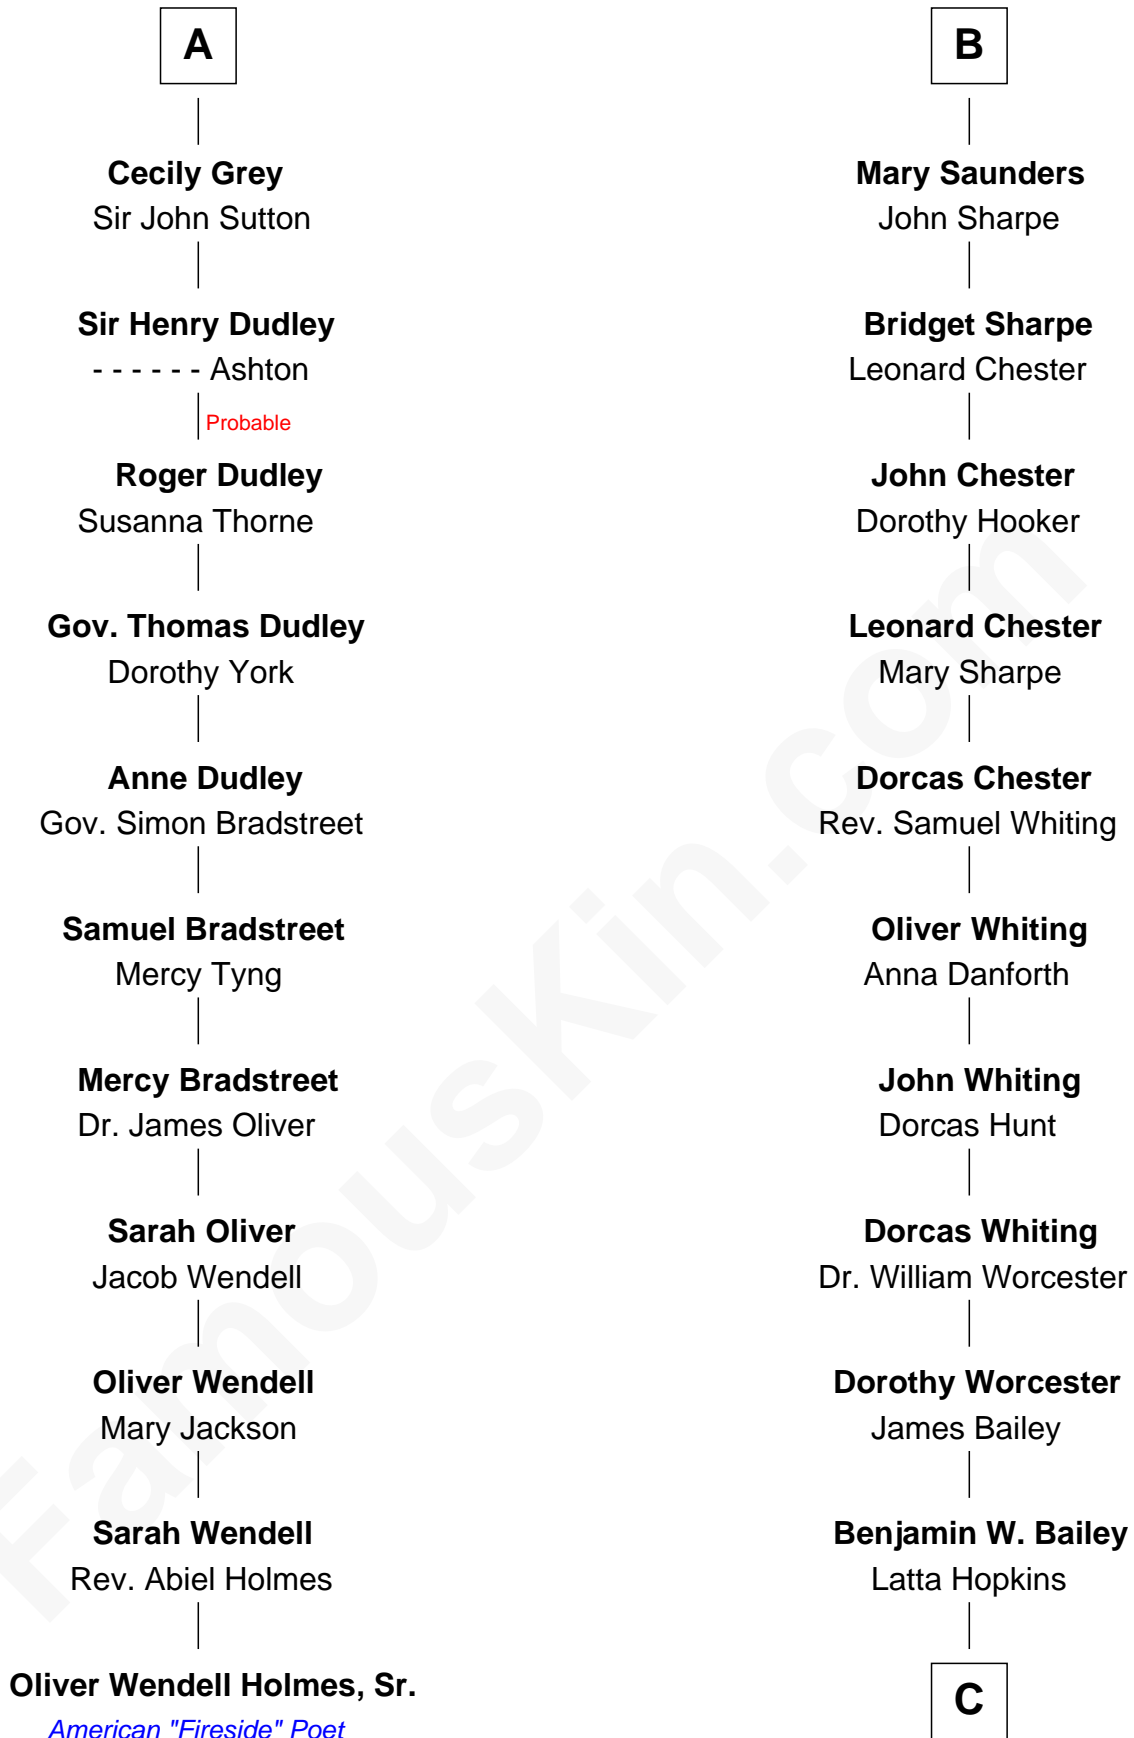 A
Cecily Grey
Sir John Sutton
Sir Henry Dudley
- - - - - - Ashton
Probable
Roger Dudley
Susanna Thorne
Gov. Thomas Dudley
Dorothy York
Anne Dudley
Gov. Simon Bradstreet
Samuel Bradstreet
Mercy Tyng
Mercy Bradstreet
Dr. James Oliver
Sarah Oliver
Jacob Wendell
Oliver Wendell
Mary Jackson
Sarah Wendell
Rev. Abiel Holmes
Oliver Wendell Holmes, Sr.
American "Fireside" Poet
B
Mary Saunders
John Sharpe
Bridget Sharpe
Leonard Chester
John Chester
Dorothy Hooker
Leonard Chester
Mary Sharpe
Dorcas Chester
Rev. Samuel Whiting
Oliver Whiting
Anna Danforth
John Whiting
Dorcas Hunt
Dorcas Whiting
Dr. William Worcester
Dorothy Worcester
James Bailey
Benjamin W. Bailey
Latta Hopkins
C
FamousKin.com